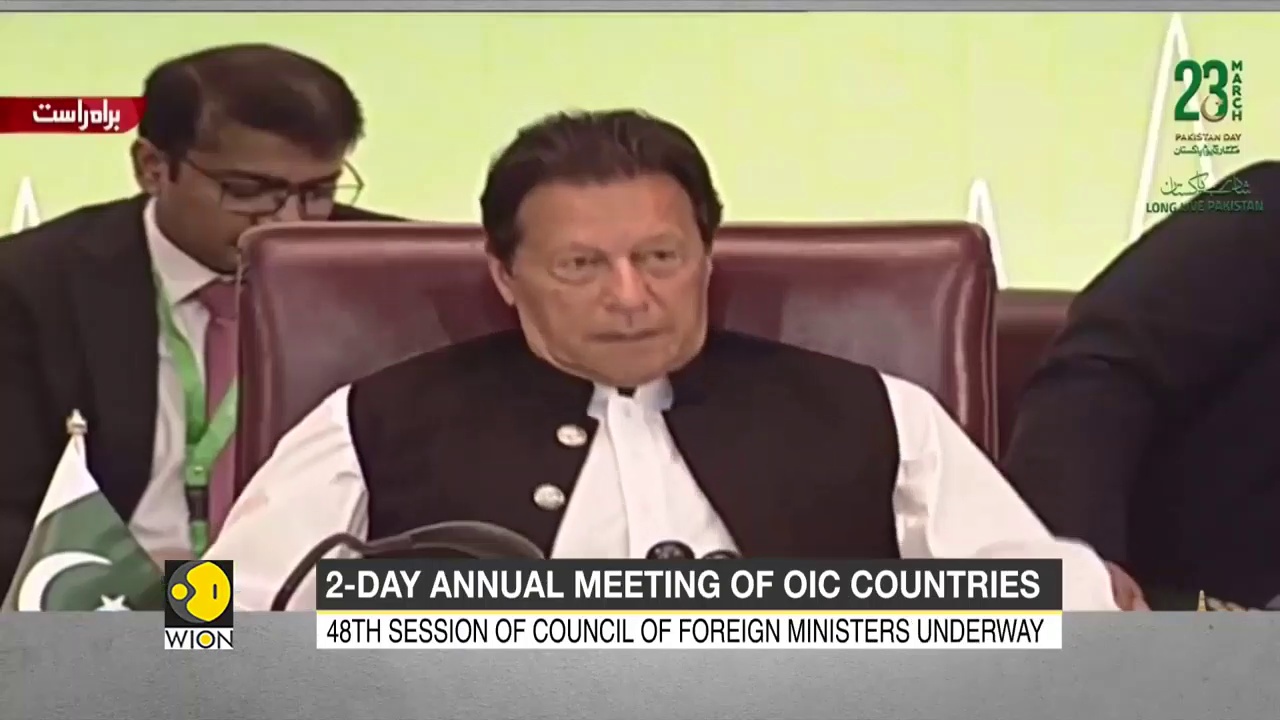 براہ راست
23
MARCH
PAKISTAN DAY
LONG LIVE PAKISTAN
2-DAY ANNUAL MEETING OF OIC COUNTRIES
48TH SESSION OF COUNCIL OF FOREIGN MINISTERS UNDERWAY
WION